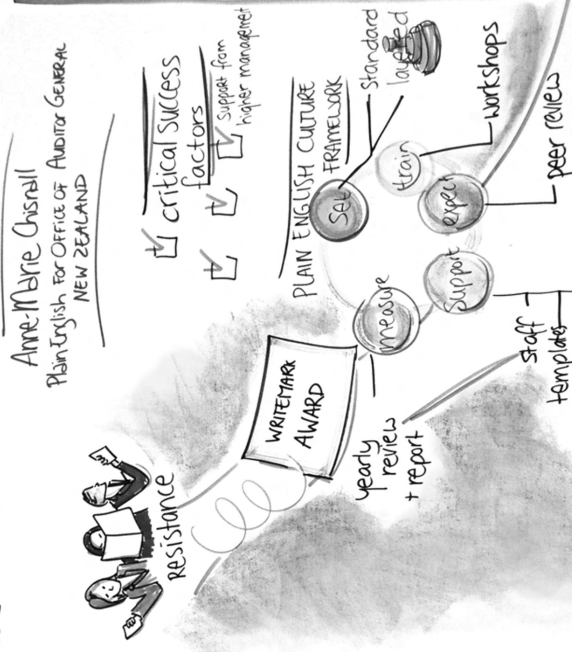 Anne-Marie Chisnall
Plain English for OFFICE OF AUDITOR GENERAL
NEW ZEALAND
critical success
factors
Support from
higher management
PLAIN ENGLISH CULTURE
FRAMEWORK
Set
standard
layered
train
workshops
expect
peer review
Support
staff
templates
measure
yearly
review
+ report
WRITEMARK
AWARD
RESISTANCE